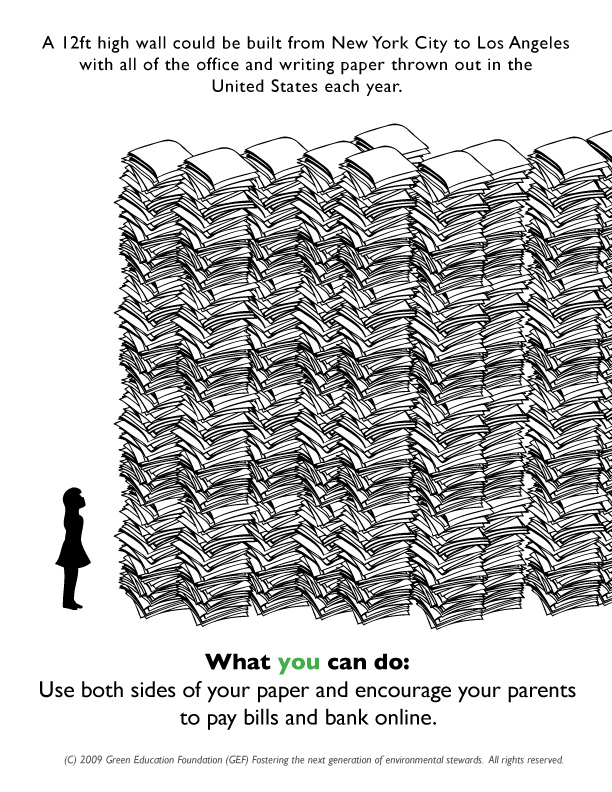 A 12ft high wall could be built from New York City to Los Angeles
with all of the office and writing paper thrown out in the
United States each year.
What you can do:
Use both sides of your paper and encourage your parents
to pay bills and bank online.
(C) 2009 Green Education Foundation (GEF) Fostering the next generation of environmental stewards. All rights reserved.